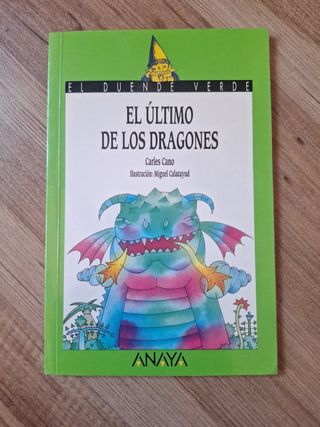 EL DUENDE VERDE
EL ÚLTIMO
DE LOS DRAGONES
Carles Cano
Ilustración: Miguel Calatayud
ANAYA